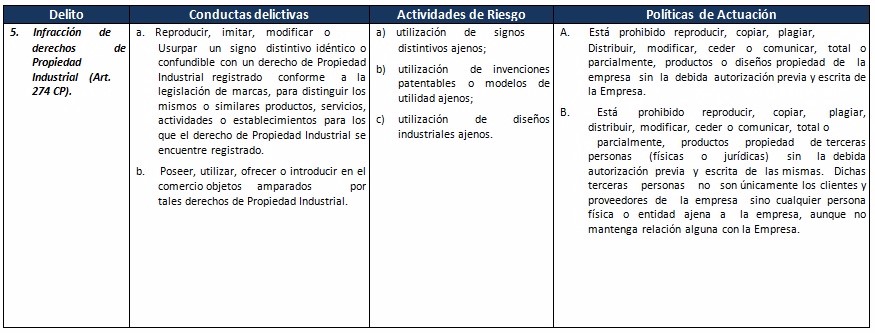 Delito
Conductas delictivas
Actividades de Riesgo
Políticas de Actuación
5. Infracción de
derechos de
Propiedad
Industrial (Art.
274 CP).
a. Reproducir, imitar, modificar o
Usurpar un signo distintivo idéntico o
confundible con un derecho de Propiedad
Industrial registrado conforme a la
legislación de marcas, para distinguir los
mismos o similares productos, servicios,
actividades o establecimientos para los
que el derecho de Propiedad Industrial se
encuentre registrado.
b. Poseer, utilizar, ofrecer o introducir en el
comercio objetos amparados por
tales derechos de Propiedad Industrial.
a) utilización de signos
distintivos ajenos;
b) utilización de invenciones
patentables o modelos de
utilidad ajenos;
c) utilización de diseños
industriales ajenos.
A. Está prohibido reproducir, copiar, plagiar,
Distribuir, modificar, ceder o comunicar, total o
parcialmente, productos o diseños propiedad de la
empresa sin la debida autorización previa y escrita de
la Empresa.
B. Está prohibido reproducir, copiar, plagiar,
distribuir, modificar, ceder o comunicar, total o
parcialmente, productos propiedad de terceras
personas (físicas o jurídicas) sin la debida
autorización previa y escrita de las mismas. Dichas
terceras personas no son únicamente los clientes y
proveedores de la empresa sino cualquier persona
física o entidad ajena a la empresa, aunque no
mantenga relación alguna con la Empresa.